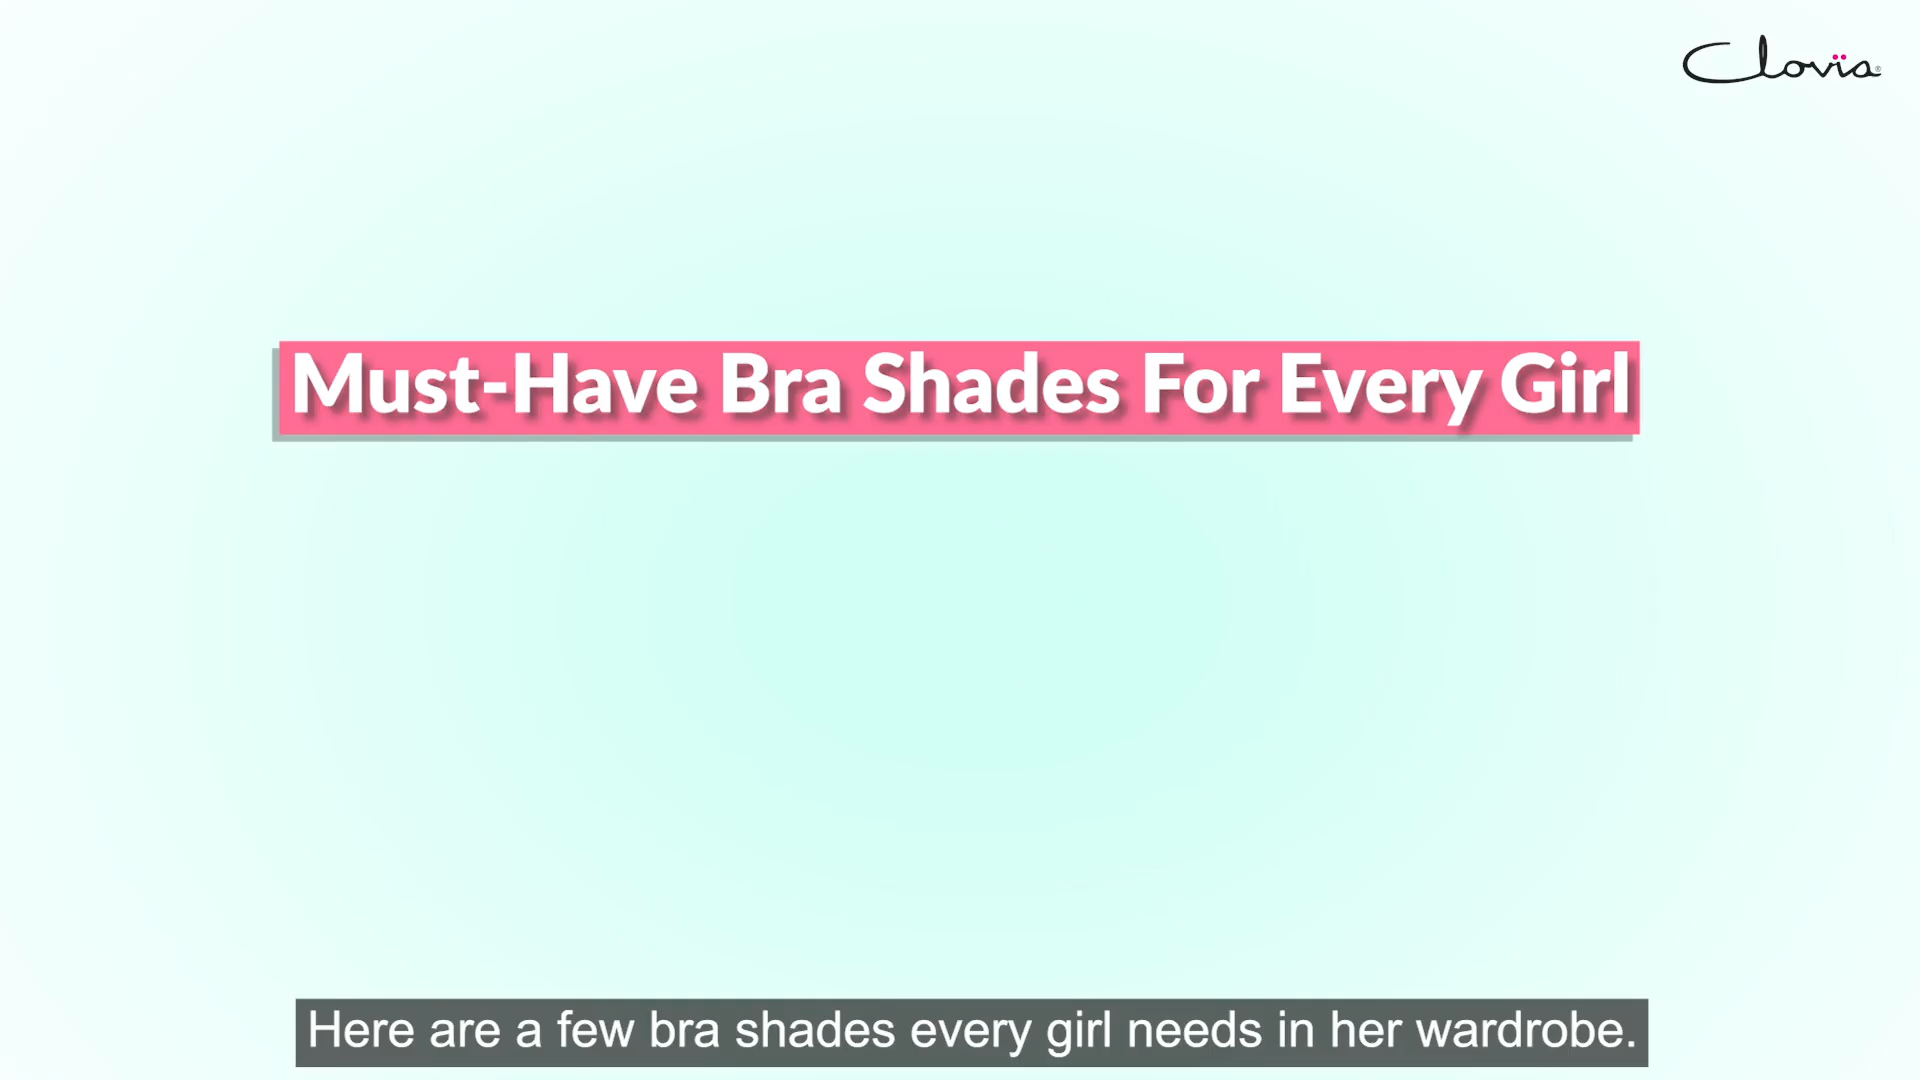 Clovia®
Must-Have Bra Shades For Every Girl
Here are a few bra shades every girl needs in her wardrobe.